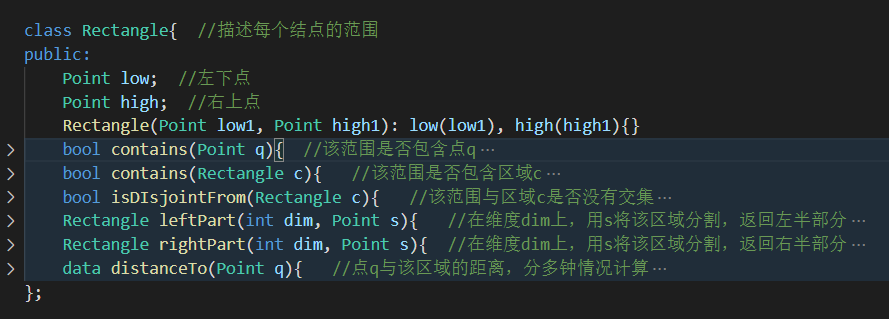 class Rectangle{  //描述每个结点的范围
public:
    Point low;  //左下点
    Point high;  //右上点
    Rectangle(Point low1, Point high1): low(low1), high(high1){}
    bool contains(Point q){  //该范围是否包含点q…
    bool contains(Rectangle c){   //该范围是否包含区域c…
    bool isDIsjointFrom(Rectangle c){   //该范围与区域c是否没有交集…
    Rectangle leftPart(int dim, Point s){   //在维度dim上，用s将该区域分割，返回左半部分…
    Rectangle rightPart(int dim, Point s){  //在维度dim上，用s将该区域分割，返回右半部分…
    data distanceTo(Point q){   //点q与该区域的距离，分多钟情况计算…
};